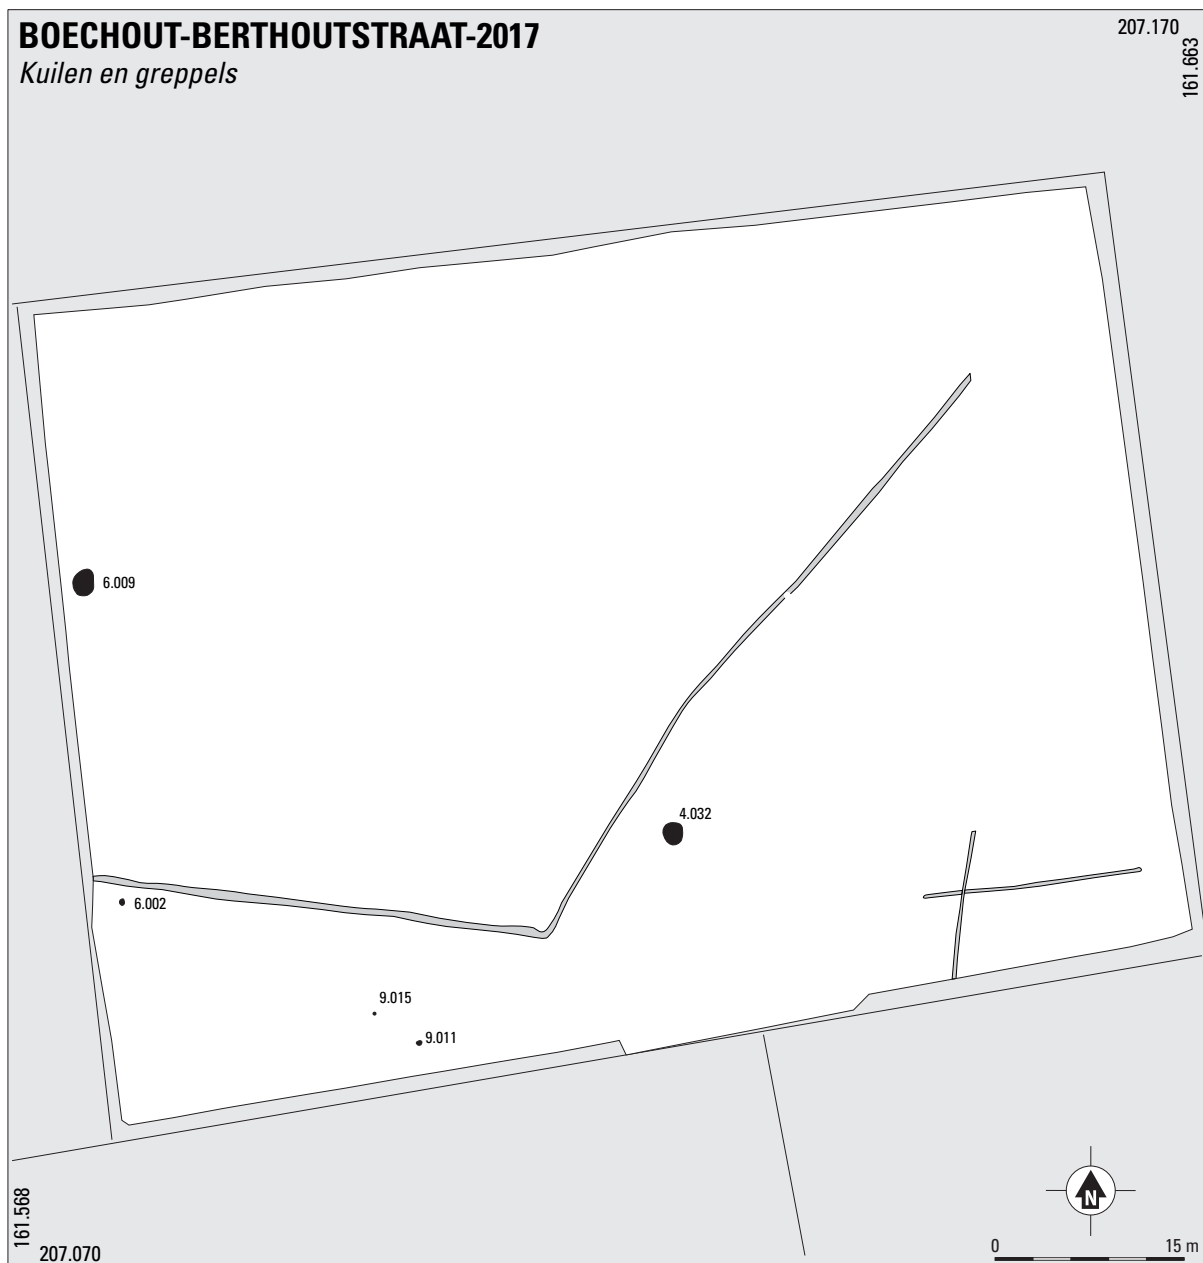 BOECHOUT-BERTHOUTSTRAAT-2017
Kuilen en greppels
207.170
161.663
6.009
4.032
6.002
9.015
9.011
161.568
207.070
N
0 15 m